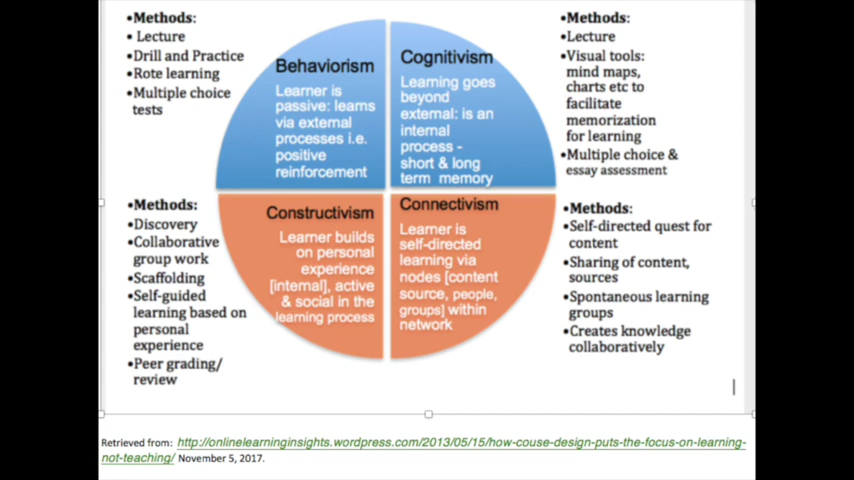 •Methods:
• Lecture
•Drill and Practice
•Rote learning
•Multiple choice
tests
Behaviorism
Learner is
passive: learns
via external
processes i.e.
positive
reinforcement
Cognitivism
Learning goes
beyond
external: is an
internal
process -
short & long
term memory
•Methods:
•Lecture
•Visual tools:
mind maps,
charts etc to
facilitate
memorization
for learning
•Multiple choice &
essay assessment
•Methods:
•Discovery
•Collaborative
group work
•Scaffolding
•Self-guided
learning based on
personal
experience
•Peer grading/
review
Constructivism
Learner builds
on personal
experience
[internal], active
& social in the
learning process
Connectivism
Learner is
self-directed
learning via
nodes [content
source, people,
groups] within
network
•Methods:
•Self-directed quest for
content
•Sharing of content,
sources
•Spontaneous learning
groups
•Creates knowledge
collaboratively
Retrieved from: http://onlinelearninginsights.wordpress.com/2013/05/15/how-couse-design-puts-the-focus-on-learning-
not-teaching/ November 5, 2017.